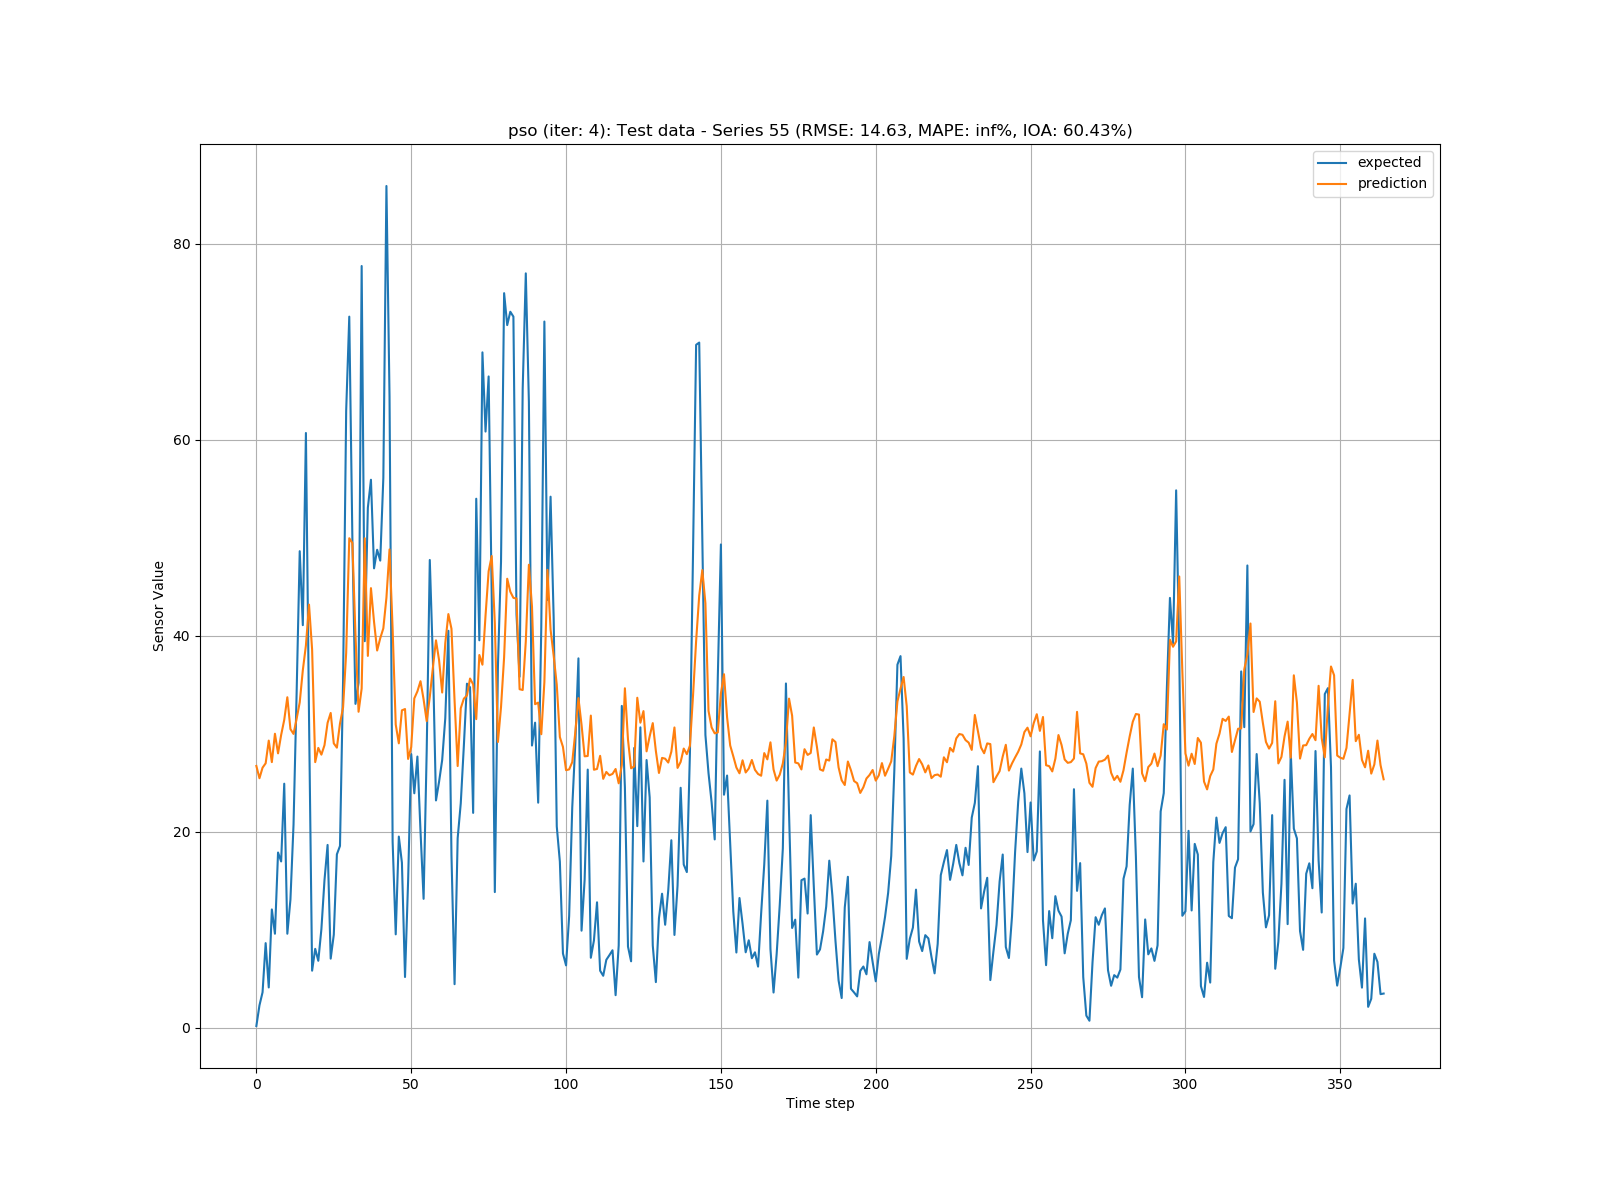 pso (iter: 4): Test data - Series 55 (RMSE: 14.63, MAPE: inf%, IOA: 60.43%)
expected
prediction
80
60
40
20
0
Sensor Value
0 50 100 150 200 250 300 350
Time step